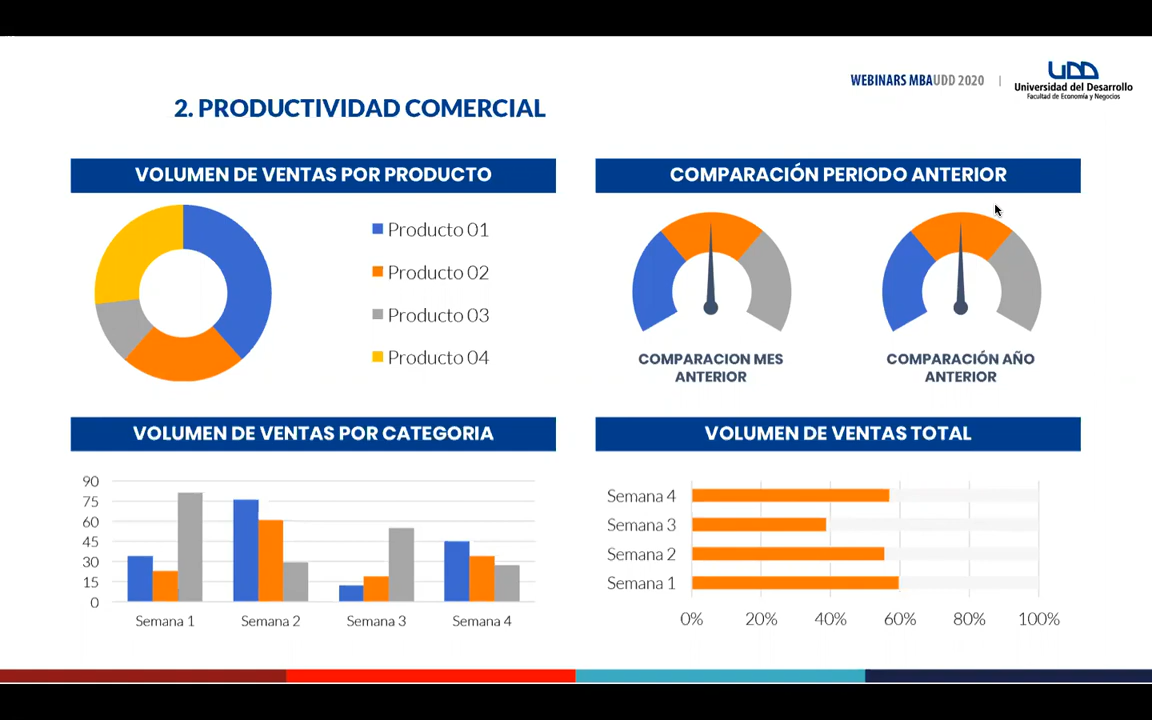 WEBINARS MBAUDD 2020
UDD
Universidad del Desarrollo
Facultad de Economía y Negocios
2. PRODUCTIVIDAD COMERCIAL
VOLUMEN DE VENTAS POR PRODUCTO
Producto 01
Producto 02
Producto 03
Producto 04
COMPARACIÓN PERIODO ANTERIOR
COMPARACION MES
ANTERIOR
COMPARACIÓN AÑO
ANTERIOR
VOLUMEN DE VENTAS POR CATEGORIA
90
75
60
45
30
15
0
Semana 1 Semana 2 Semana 3 Semana 4
VOLUMEN DE VENTAS TOTAL
Semana 4
Semana 3
Semana 2
Semana 1
0% 20% 40% 60% 80% 100%